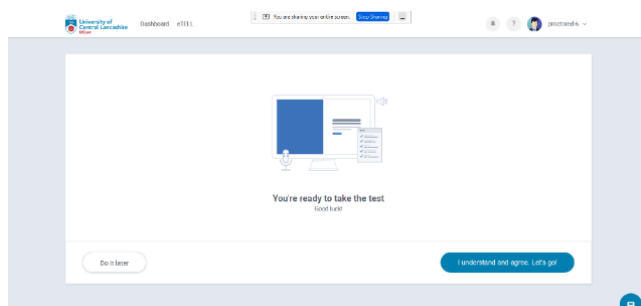 University of
Central Lancashire
Dashboard
You are sharing your entire screen.
Stop Sharing
?
You're ready to take the test
Good luck!
Do it later
I understand and agree. Let's go!